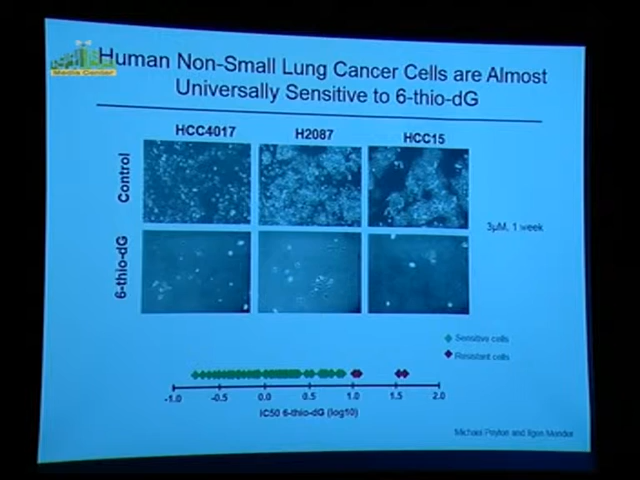 Media Center
Human Non-Small Lung Cancer Cells are Almost
Universally Sensitive to 6-thio-dG
HCC4017 H2087 HCC15
Control
6-thio-dG
3µM, 1 week
Sensitive cells
Resistant cells
-1.0 -0.5 0.0 0.5 1.0 1.5 2.0
IC50 6-thio-dG (log10)
Michael Peyton and Ilgen Mender